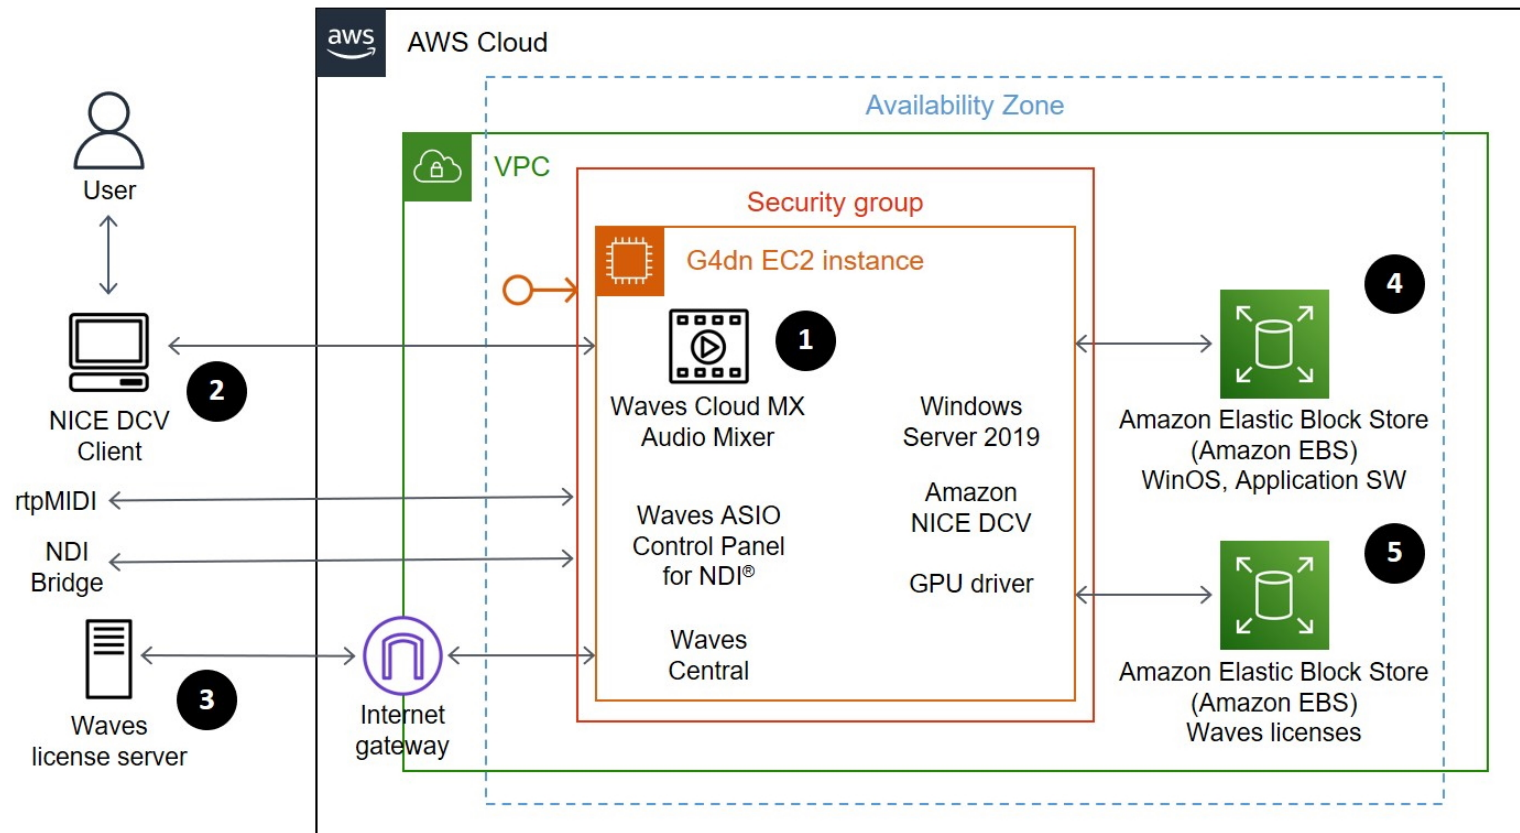 aws
AWS Cloud
Availability Zone
VPC
Security group
G4dn EC2 instance
User
1
4
2
NICE DCV
Client
Waves Cloud MX
Audio Mixer
Windows
Server 2019
Amazon Elastic Block Store
(Amazon EBS)
WinOS, Application SW
rtpMIDI
Waves ASIO
Control Panel
for NDI®
Amazon
NICE DCV
NDI
Bridge
GPU driver
5
Waves
Central
3
Waves
license server
Internet
gateway
Amazon Elastic Block Store
(Amazon EBS)
Waves licenses